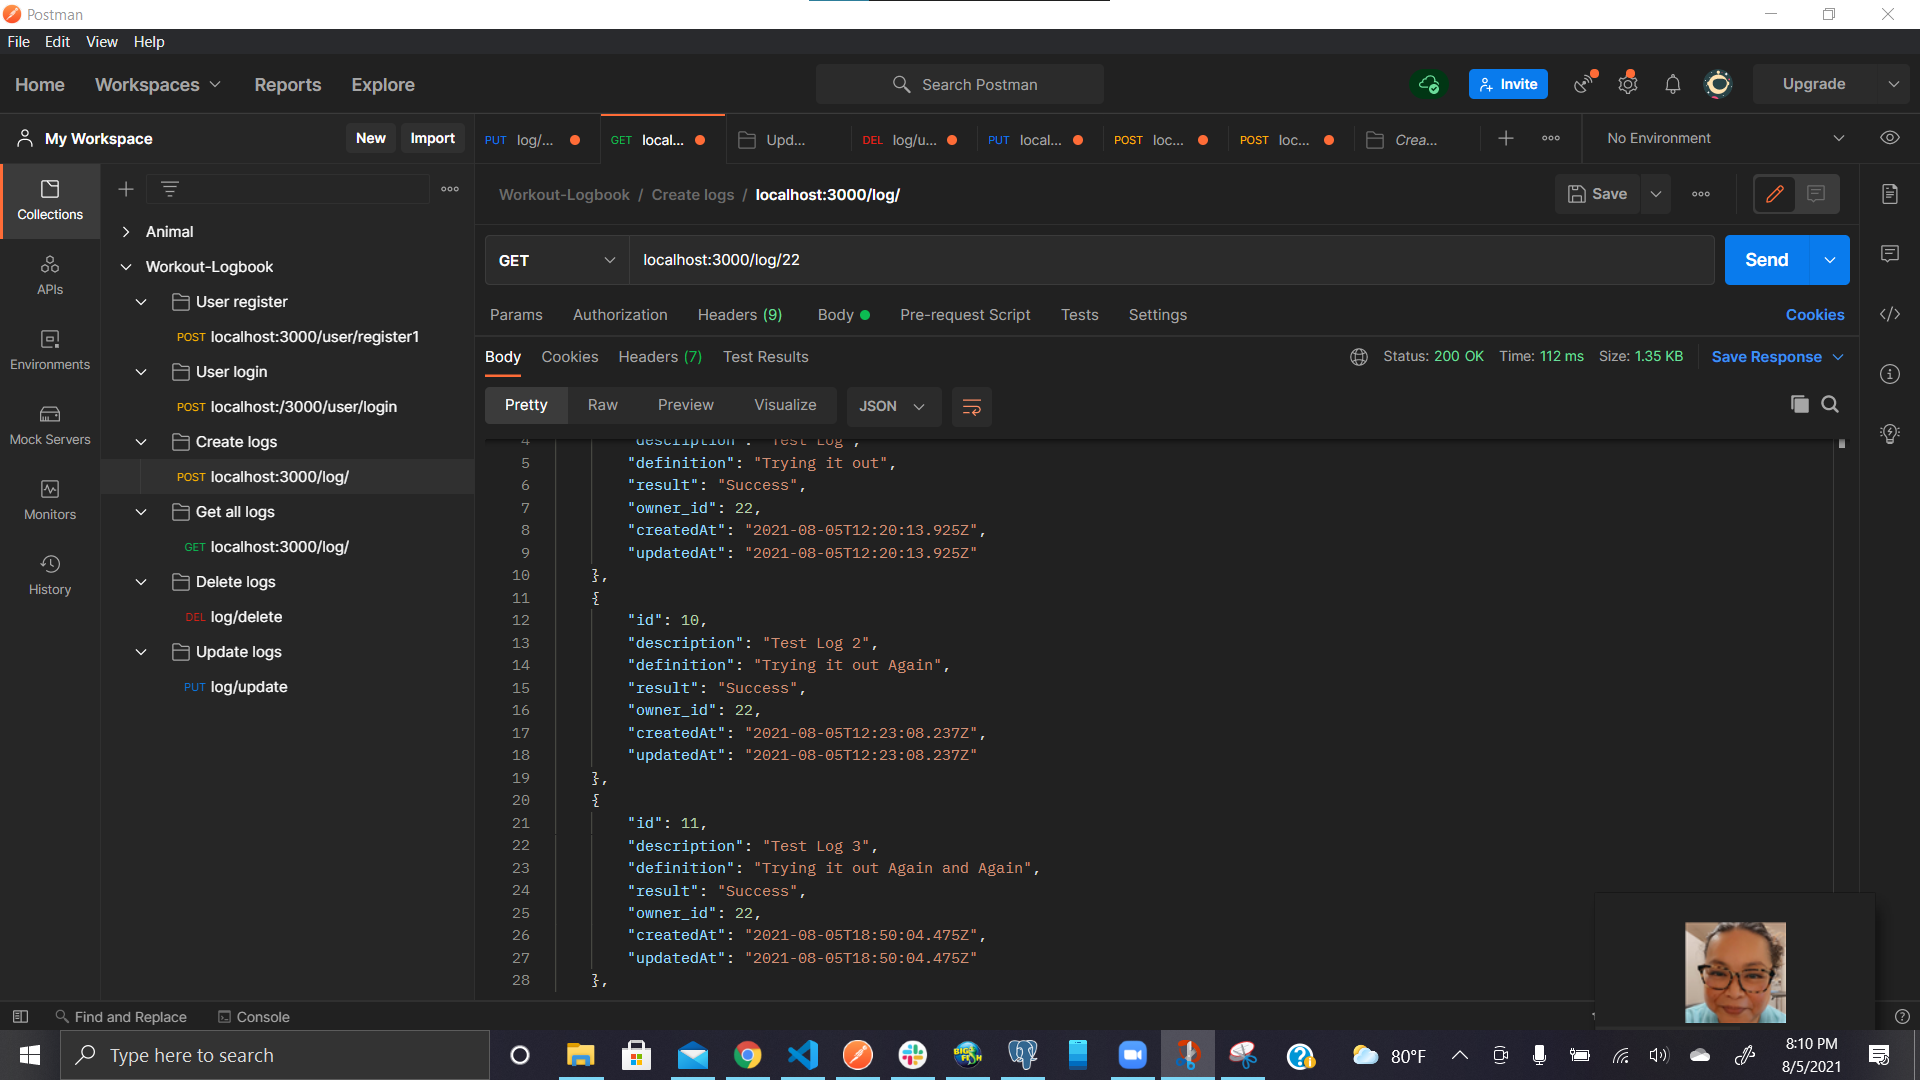 Postman
File Edit View Help
Home Workspaces Reports Explore Search Postman Invite Upgrade
My Workspace New Import PUT log/... GET local... Upd... DEL log/u... PUT local... POST loc... POST loc... Crea... No Environment
Collections
APIs
Environments
Mock Servers
Monitors
History
Animal
Workout-Logbook
User register
POST localhost:3000/user/register1
User login
POST localhost:/3000/user/login
Create logs
POST localhost:3000/log/
Get all logs
GET localhost:3000/log/
Delete logs
DEL log/delete
Update logs
PUT log/update
Workout-Logbook / Create logs / localhost:3000/log/ Save
GET localhost:3000/log/22 Send
Params Authorization Headers (9) Body Pre-request Script Tests Settings Cookies
Body Cookies Headers (7) Test Results Status: 200 OK Time: 112 ms Size: 1.35 KB Save Response
Pretty Raw Preview Visualize JSON
4 "description": "Test Log",
5 "definition": "Trying it out",
6 "result": "Success",
7 "owner_id": 22,
8 "createdAt": "2021-08-05T12:20:13.925Z",
9 "updatedAt": "2021-08-05T12:20:13.925Z"
10 },
11 {
12 "id": 10,
13 "description": "Test Log 2",
14 "definition": "Trying it out Again",
15 "result": "Success",
16 "owner_id": 22,
17 "createdAt": "2021-08-05T12:23:08.237Z",
18 "updatedAt": "2021-08-05T12:23:08.237Z"
19 },
20 {
21 "id": 11,
22 "description": "Test Log 3",
23 "definition": "Trying it out Again and Again",
24 "result": "Success",
25 "owner_id": 22,
26 "createdAt": "2021-08-05T18:50:04.475Z",
27 "updatedAt": "2021-08-05T18:50:04.475Z"
28 },
Find and Replace Console
Type here to search BIG FISH 80°F 8:10 PM
8/5/2021